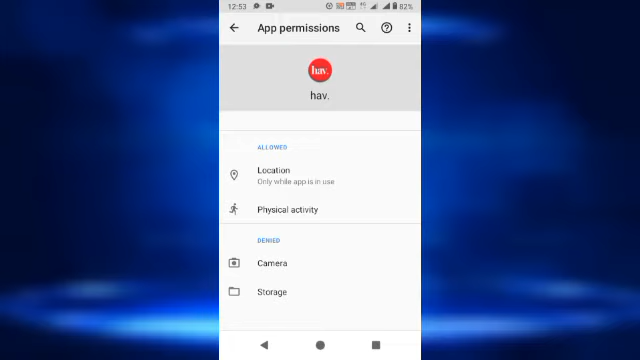 12:53 82%
App permissions
hav.
hav.
ALLOWED
Location
Only while app is in use
Physical activity
DENIED
Camera
Storage